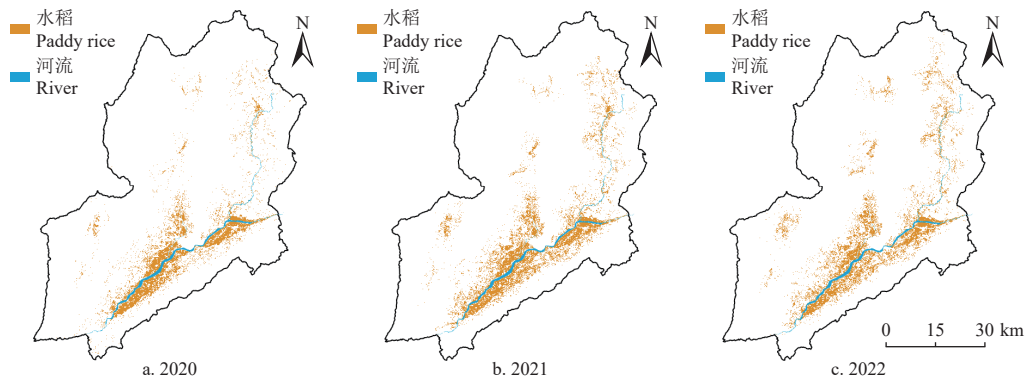 水稻
Paddy rice
河流
River
N
水稻
Paddy rice
河流
River
N
水稻
Paddy rice
河流
River
N
0 15 30 km
a. 2020
b. 2021
c. 2022